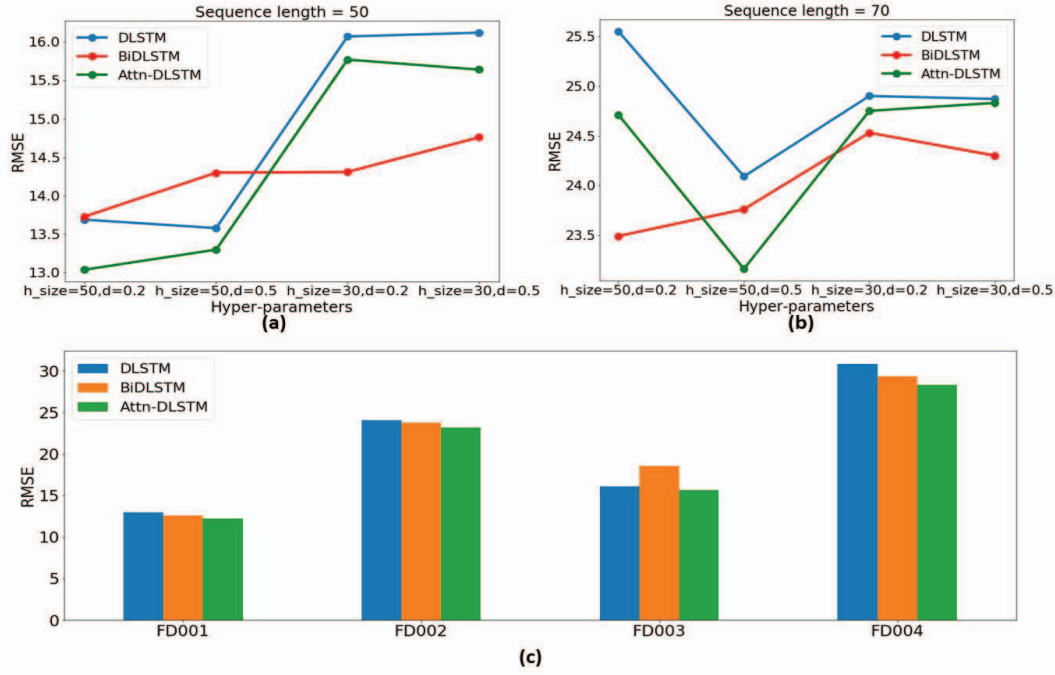 Sequence length = 50
DLSTM
BiDLSTM
Attn-DLSTM
16.0
15.5
15.0
14.5
14.0
13.5
13.0
RMSE
h_size=50,d=0.2 h_size=50,d=0.5 h_size=30,d=0.2 h_size=30,d=0.5
Hyper-parameters
(a)
Sequence length = 70
DLSTM
BiDLSTM
Attn-DLSTM
25.5
25.0
24.5
24.0
23.5
RMSE
h_size=50,d=0.2 h_size=50,d=0.5 h_size=30,d=0.2 h_size=30,d=0.5
Hyper-parameters
(b)
DLSTM
BiDLSTM
Attn-DLSTM
30
25
20
15
10
5
0
RMSE
FD001 FD002 FD003 FD004
(c)